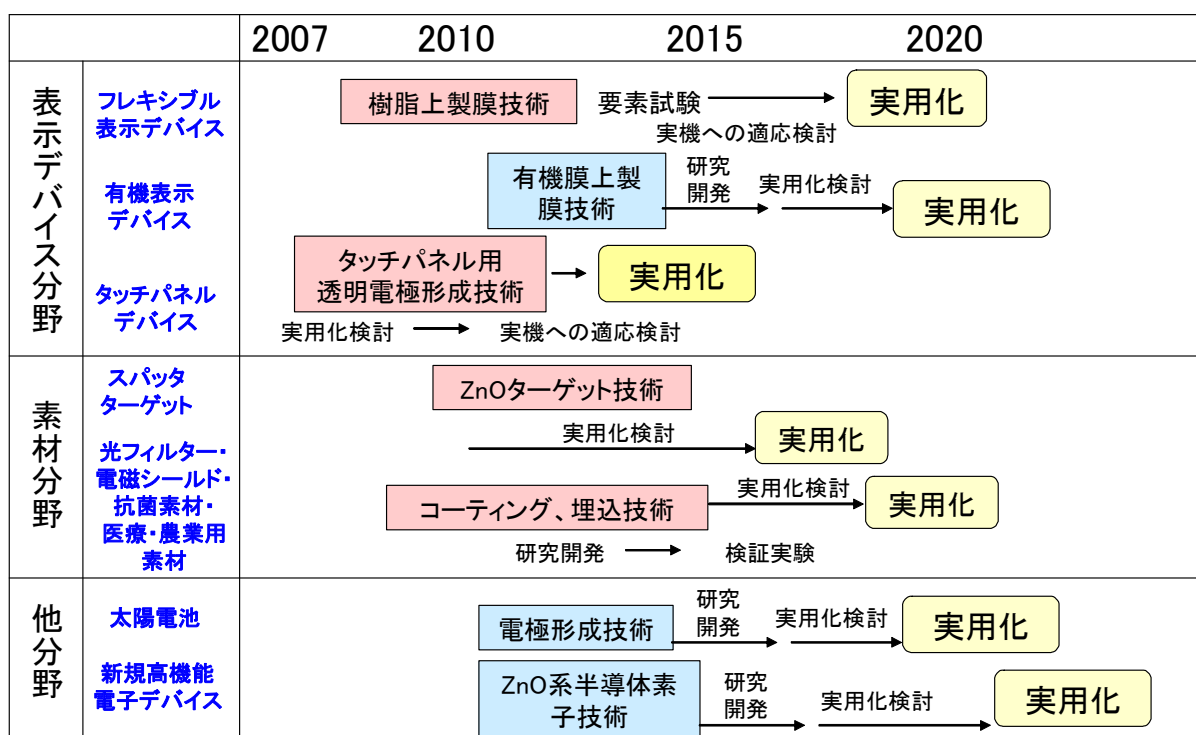 2007 2010 2015 2020
表示デバイス分野
フレキシブル
表示デバイス
樹脂上製膜技術
要素試験
実用化
実機への適応検討
有機表示
デバイス
有機膜上製
膜技術
研究
開発
実用化検討
実用化
タッチパネル
デバイス
タッチパネル用
透明電極形成技術
実用化
実用化検討
実機への適応検討
素材分野
スパッタ
ターゲット
ZnOターゲット技術
実用化検討
実用化
光フィルター・
電磁シールド・
抗菌素材・
医療・農業用
素材
コーティング、埋込技術
実用化検討
実用化
研究開発
検証実験
他分野
太陽電池
電極形成技術
研究
開発
実用化検討
実用化
新規高機能
電子デバイス
ZnO系半導体素
子技術
研究
開発
実用化検討
実用化